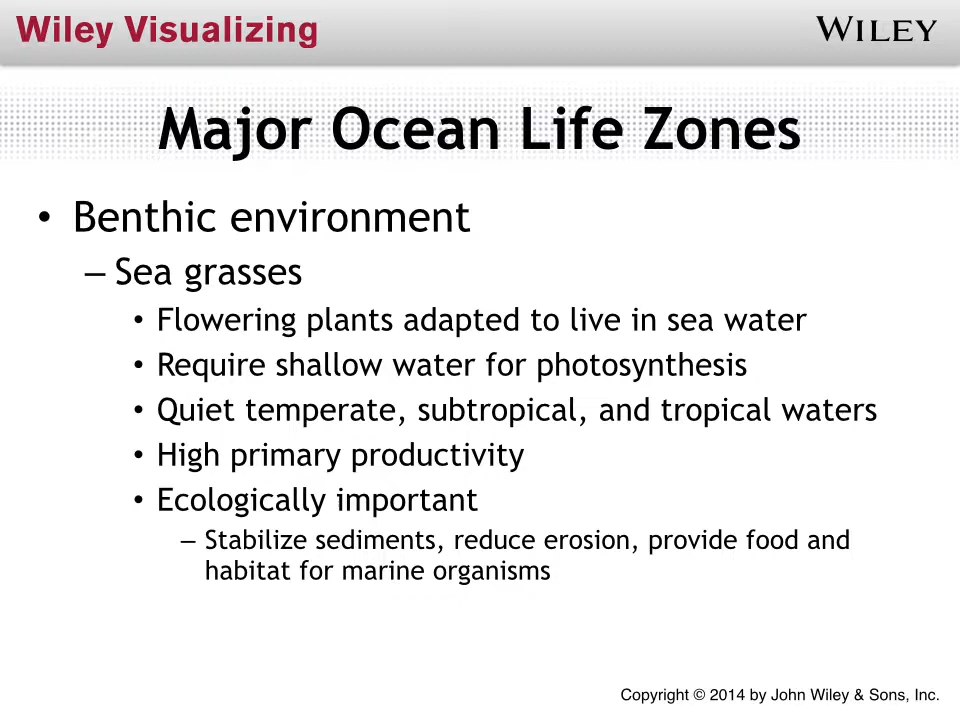 Wiley Visualizing
WILEY
Major Ocean Life Zones
• Benthic environment
– Sea grasses
• Flowering plants adapted to live in sea water
• Require shallow water for photosynthesis
• Quiet temperate, subtropical, and tropical waters
• High primary productivity
• Ecologically important
– Stabilize sediments, reduce erosion, provide food and
habitat for marine organisms
Copyright © 2014 by John Wiley & Sons, Inc.